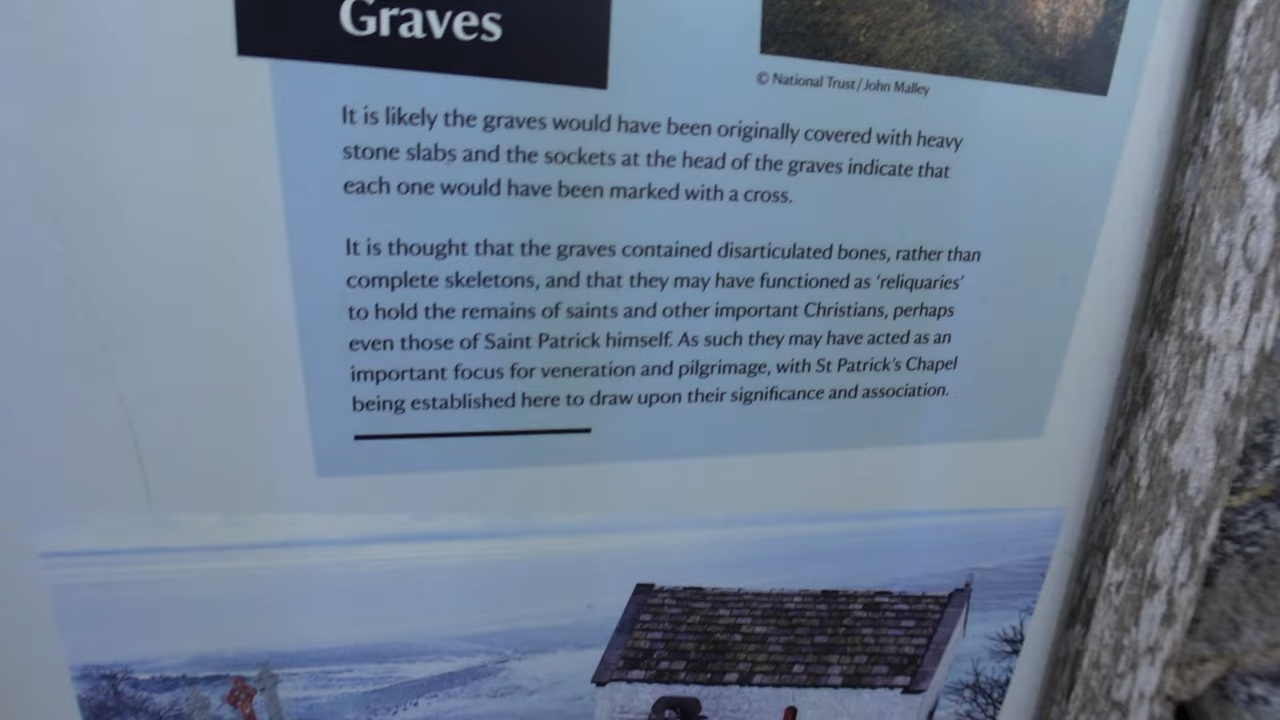 Graves
© National Trust/John Malley
It is likely the graves would have been originally covered with heavy
stone slabs and the sockets at the head of the graves indicate that
each one would have been marked with a cross.
It is thought that the graves contained disarticulated bones, rather than
complete skeletons, and that they may have functioned as ‘reliquaries’
to hold the remains of saints and other important Christians, perhaps
even those of Saint Patrick himself. As such they may have acted as an
important focus for veneration and pilgrimage, with St Patrick’s Chapel
being established here to draw upon their significance and association.